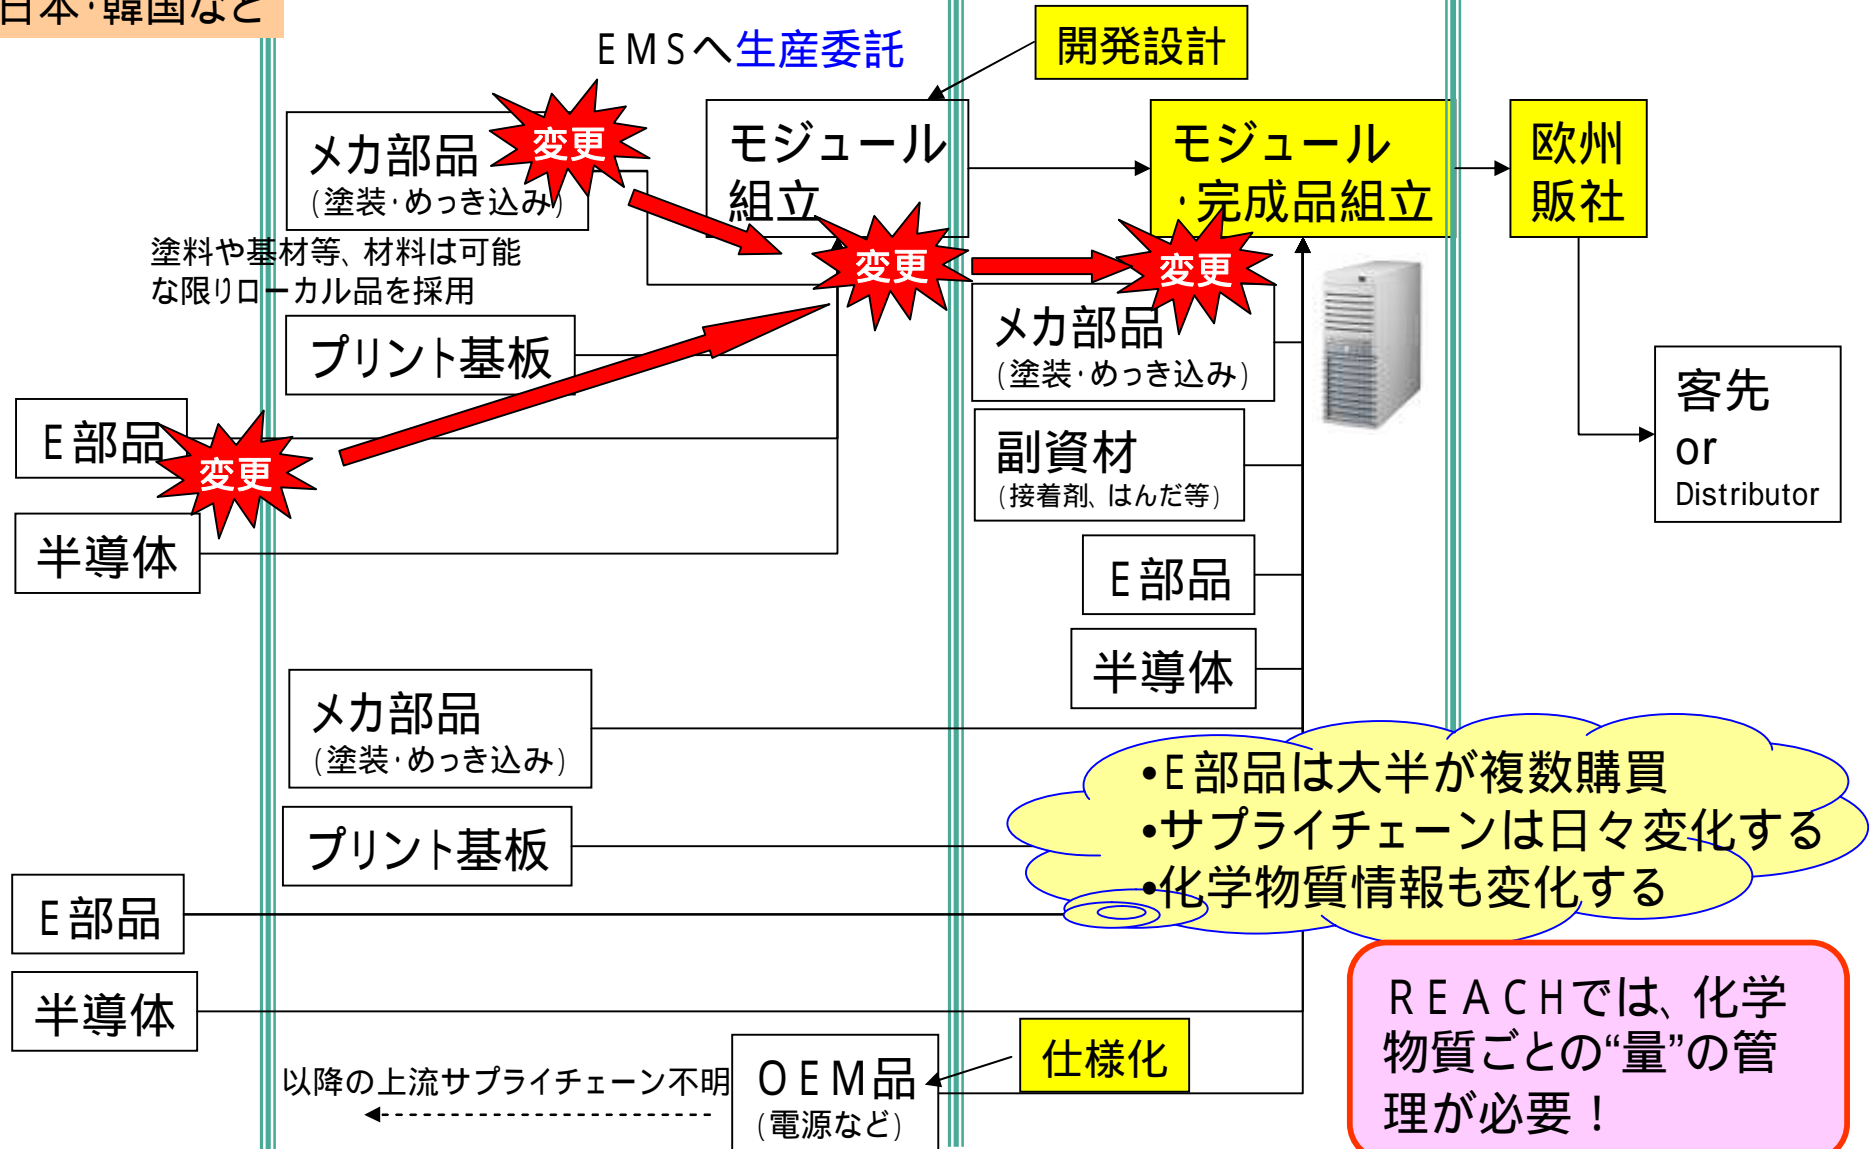 日本・韓国など
ＥＭＳへ生産委託
開発設計
メカ部品
(塗装・めっき込み)
変更
モジュール
組立
モジュール
・完成品組立
欧州
販社
塗料や基材等、材料は可能
な限りローカル品を採用
変更
変更
プリント基板
メカ部品
(塗装・めっき込み)
客先
or
Distributor
Ｅ部品
変更
副資材
(接着剤、はんだ等)
半導体
Ｅ部品
半導体
メカ部品
(塗装・めっき込み)
•Ｅ部品は大半が複数購買
•サプライチェーンは日々変化する
•化学物質情報も変化する
プリント基板
Ｅ部品
半導体
ＲＥＡＣＨでは、化学
物質ごとの“量”の管
理が必要！
仕様化
以降の上流サプライチェーン不明
ＯＥＭ品
(電源など)